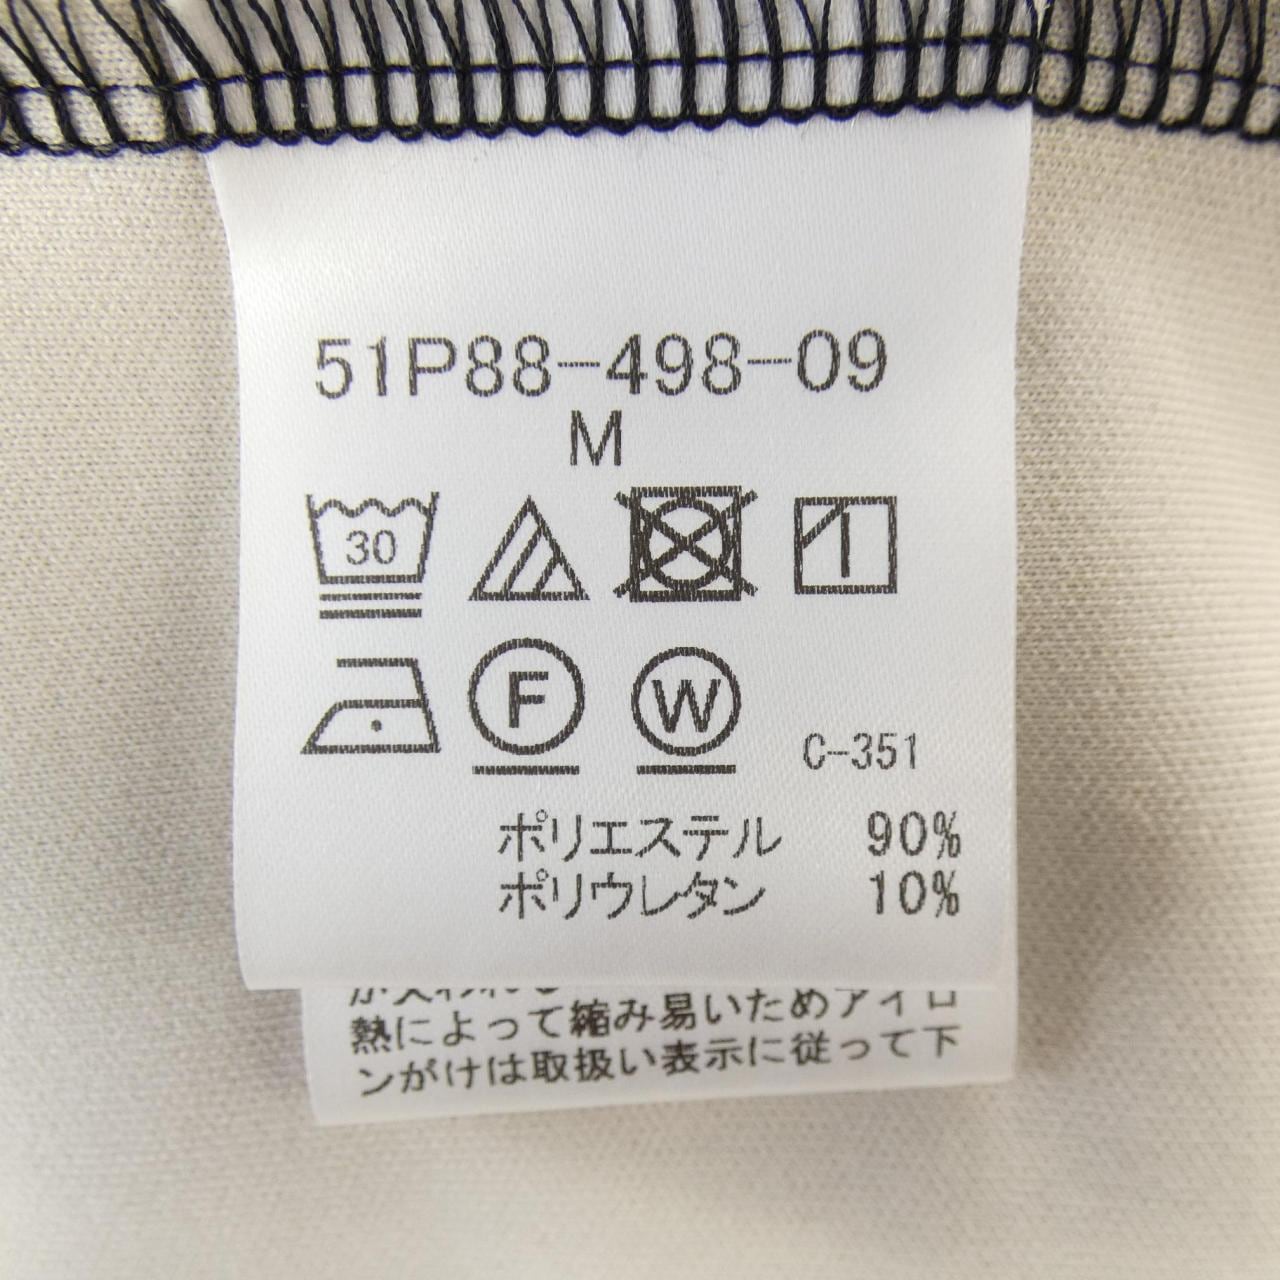 51P88-498-09
M
30
F W C-351
ポリエステル 90%
ポリウレタン 10%
熱によって縮み易いためアイロ
ンがけは取扱い表示に従って下